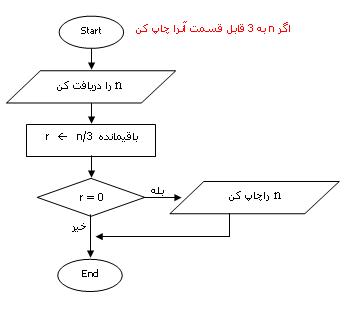 Start
اگر n به 3 قابل قسمت آنرا چاپ کن
n را دریافت کن
r ← n/3 باقیمانده
r = 0
بله
n راچاپ کن
خیر
End